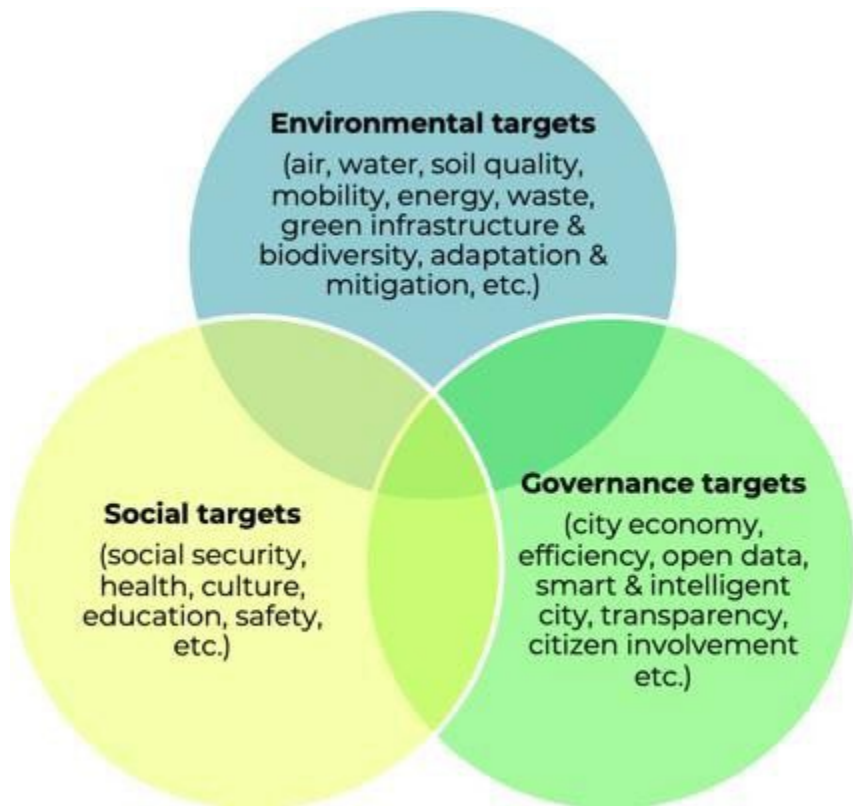 Environmental targets
(air, water, soil quality,
mobility, energy, waste,
green infrastructure &
biodiversity, adaptation &
mitigation, etc.)
Social targets
(social security,
health, culture,
education, safety,
etc.)
Governance targets
(city economy,
efficiency, open data,
smart & intelligent
city, transparency,
citizen involvement
etc.)